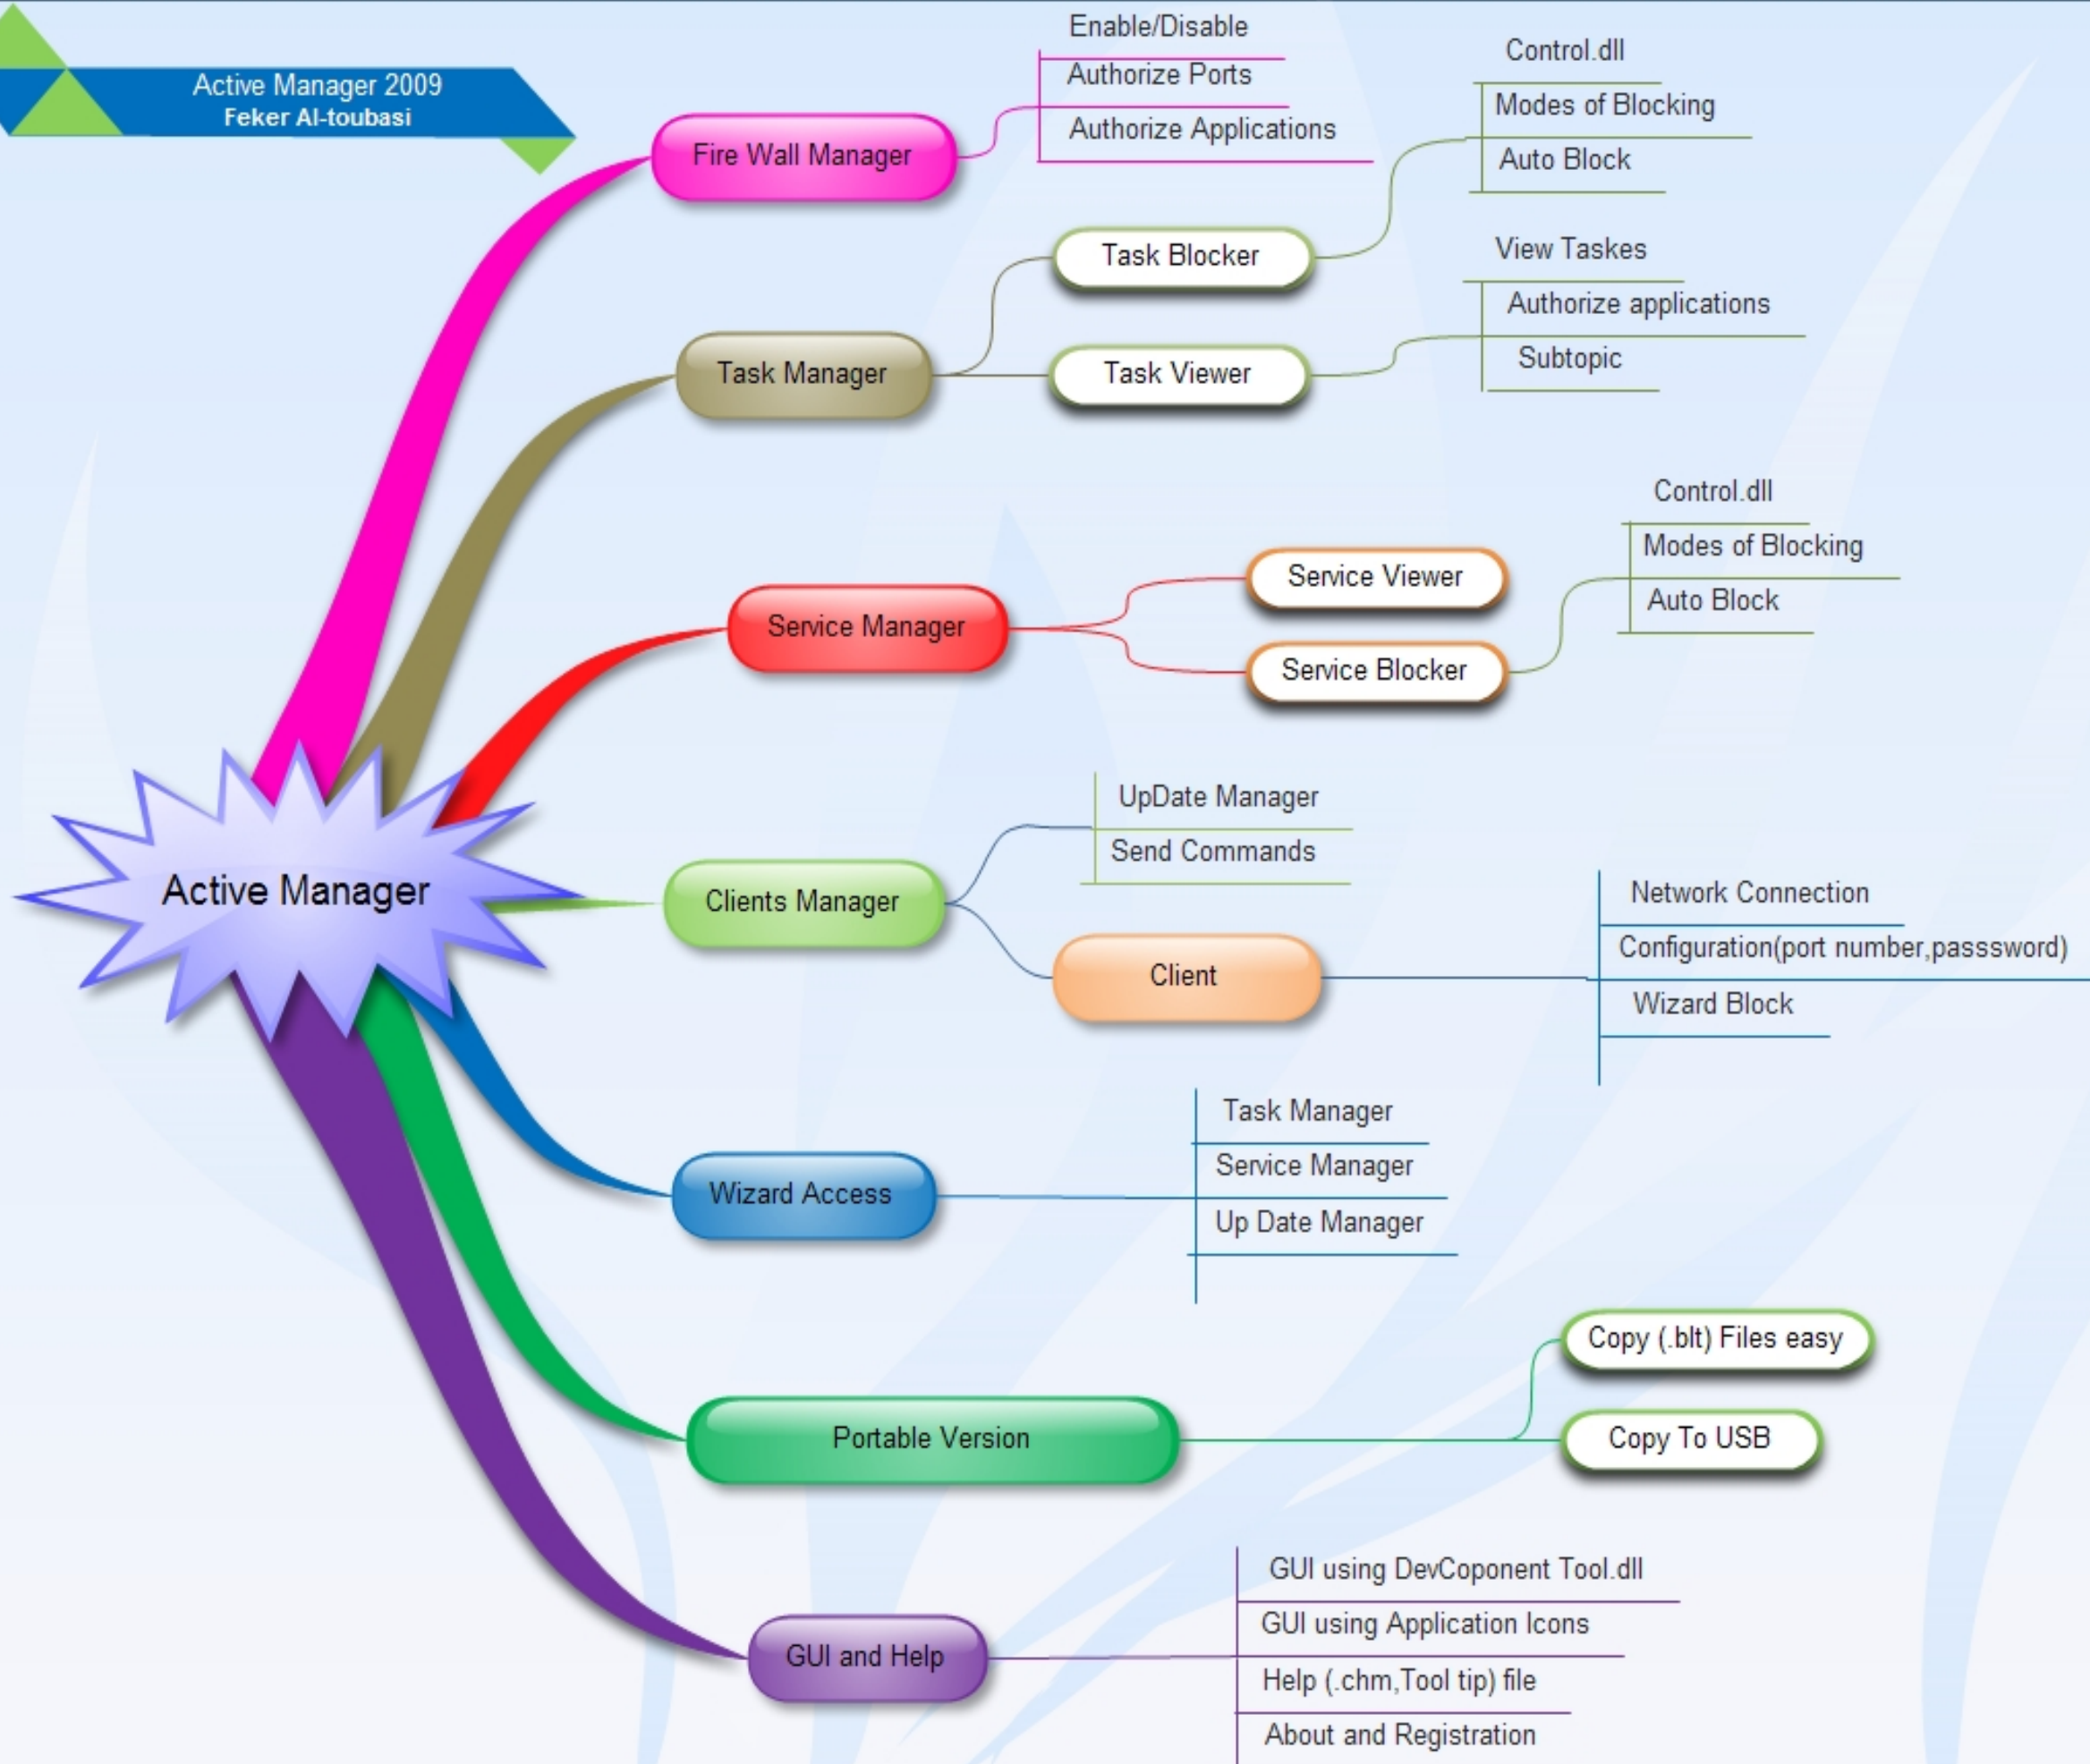 Active Manager 2009
Feker Al-toubasi
Fire Wall Manager
Enable/Disable
Authorize Ports
Authorize Applications
Task Manager
Task Blocker
Control.dll
Modes of Blocking
Auto Block
Task Viewer
View Taskes
Authorize applications
Subtopic
Service Manager
Service Viewer
Service Blocker
Control.dll
Modes of Blocking
Auto Block
Active Manager
Clients Manager
UpDate Manager
Send Commands
Client
Network Connection
Configuration(port number,passsword)
Wizard Block
Wizard Access
Task Manager
Service Manager
Up Date Manager
Portable Version
Copy (.blt) Files easy
Copy To USB
GUI and Help
GUI using DevCoponent Tool.dll
GUI using Application Icons
Help (.chm,Tool tip) file
About and Registration